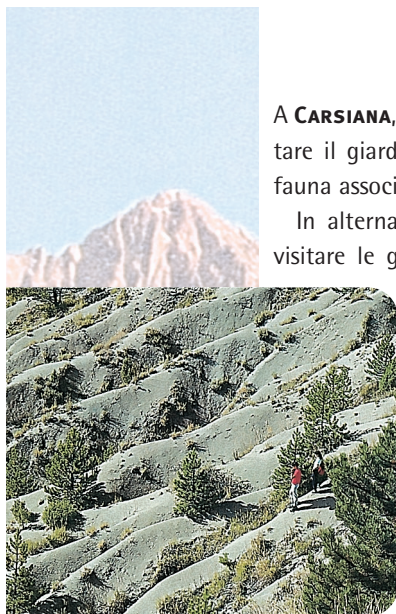 A CARSIANA,
tare il giard
fauna associ
In alterna
visitare le g